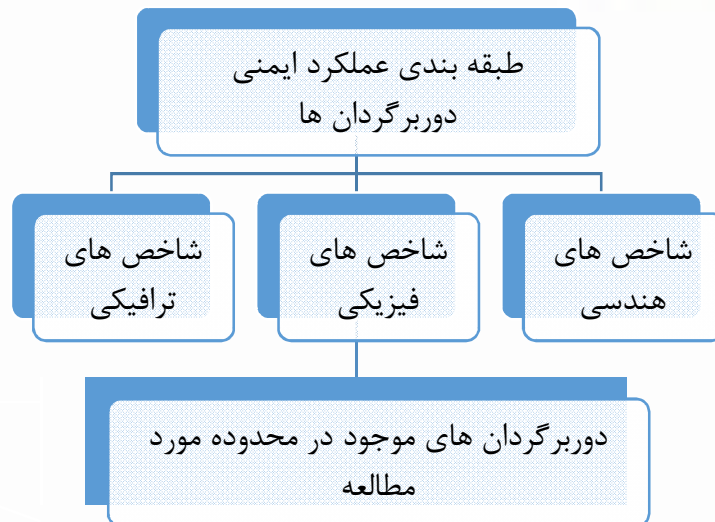 طبقه بندی عملکرد ایمنی
دوربرگردان ها
شاخص های
هندسی
شاخص های
فیزیکی
شاخص های
ترافیکی
دوربرگردان های موجود در محدوده مورد
مطالعه